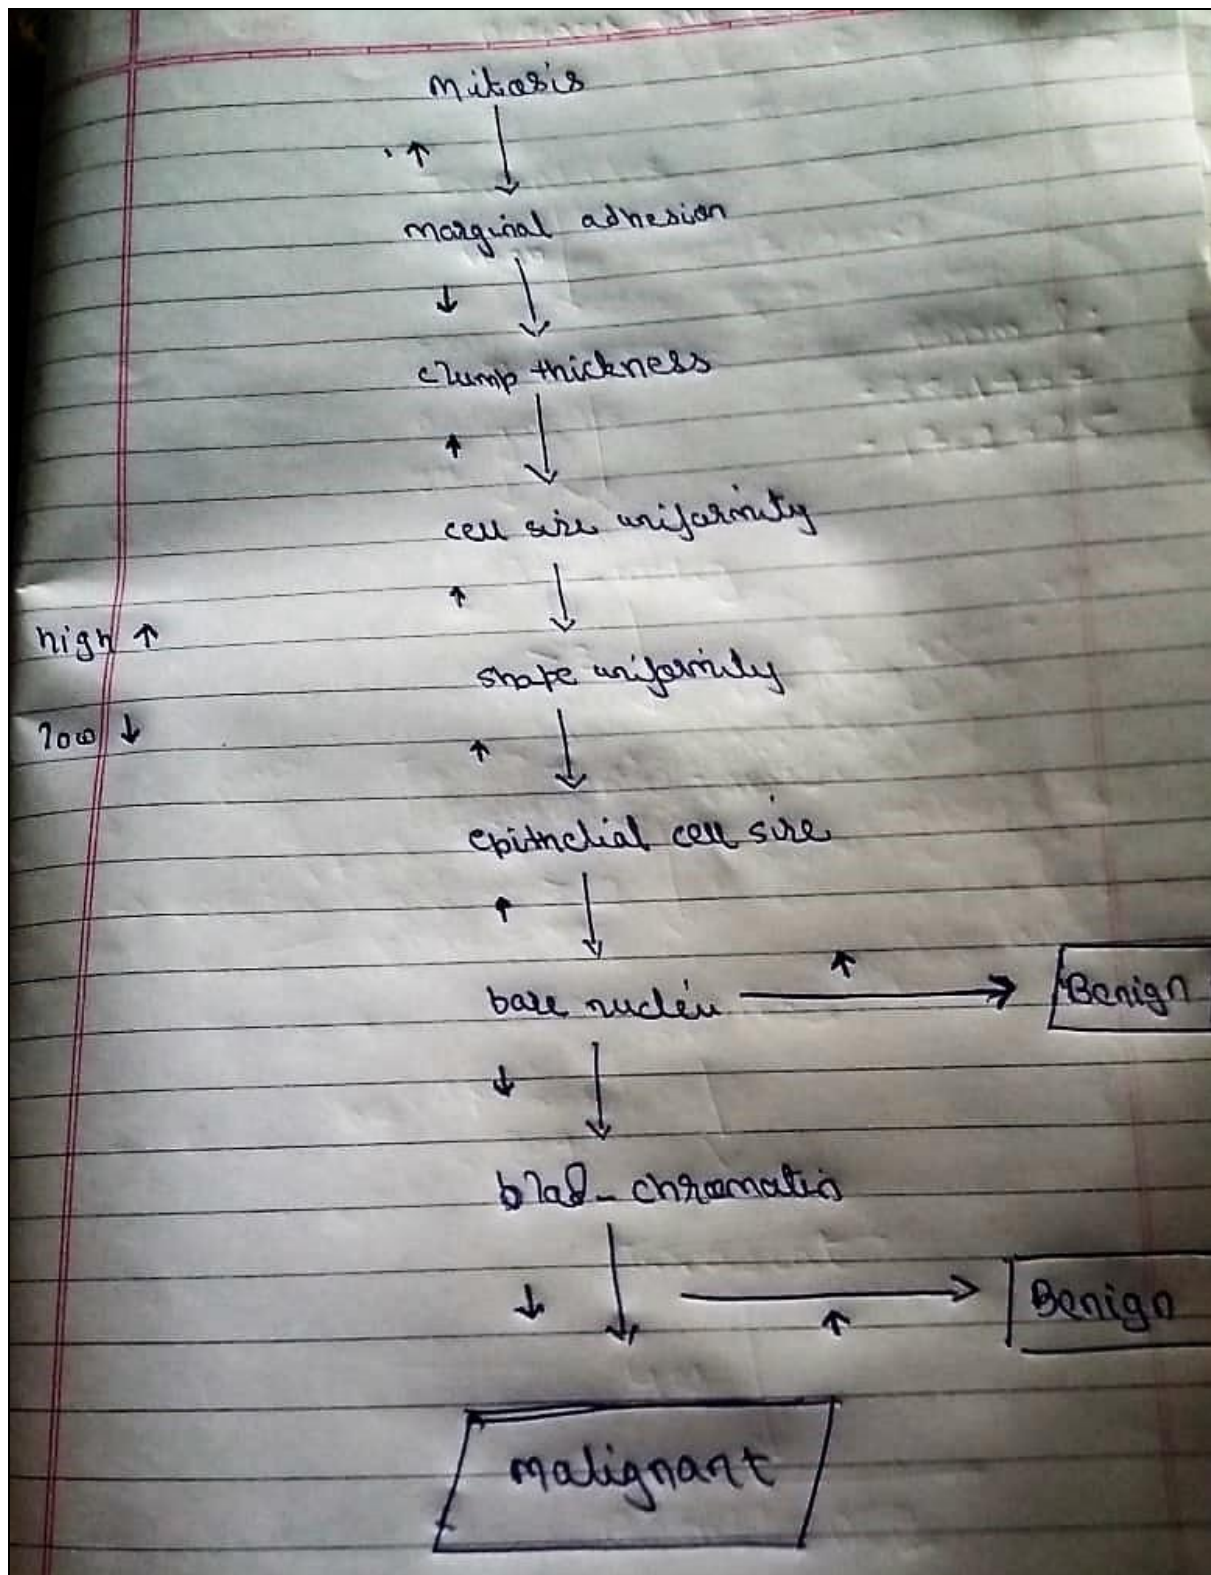 mitosis
↑
marginal adhesion
↓
clump thickness
↑
cell size uniformity
↑
high ↑
shape uniformity
low ↓
↑
epithelial cell size
↑
bare nuclei
↑
Benign
↓
chromatin
↓
↑
Benign
malignant